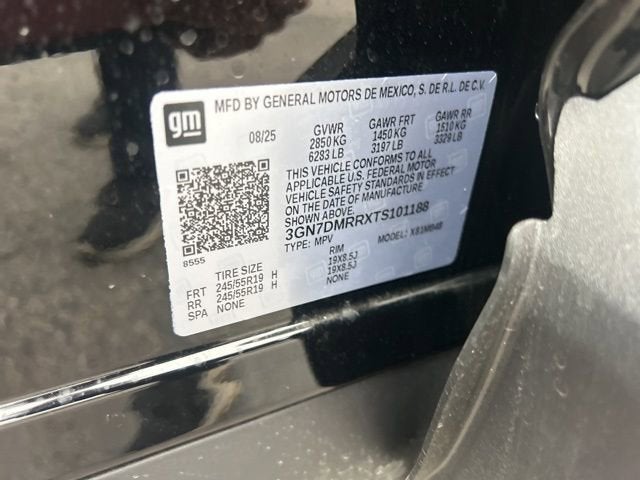 gm
MFD BY GENERAL MOTORS DE MEXICO, S. DE R.L. DE C.V.
08/25 GVWR GAWR FRT GAWR RR
2850 KG 1450 KG 1510 KG
6283 LB 3197 LB 3329 LB
THIS VEHICLE CONFORMS TO ALL
APPLICABLE U.S. FEDERAL MOTOR
VEHICLE SAFETY STANDARDS IN EFFECT
ON THE DATE OF MANUFACTURE
SHOWN ABOVE.
3GN7DMRRXTS101188
TYPE: MPV MODEL:
8555
TIRE SIZE RIM
FRT 245/55R19 H 19X8.5J
RR 245/55R19 H 19X8.5J
SPA NONE NONE